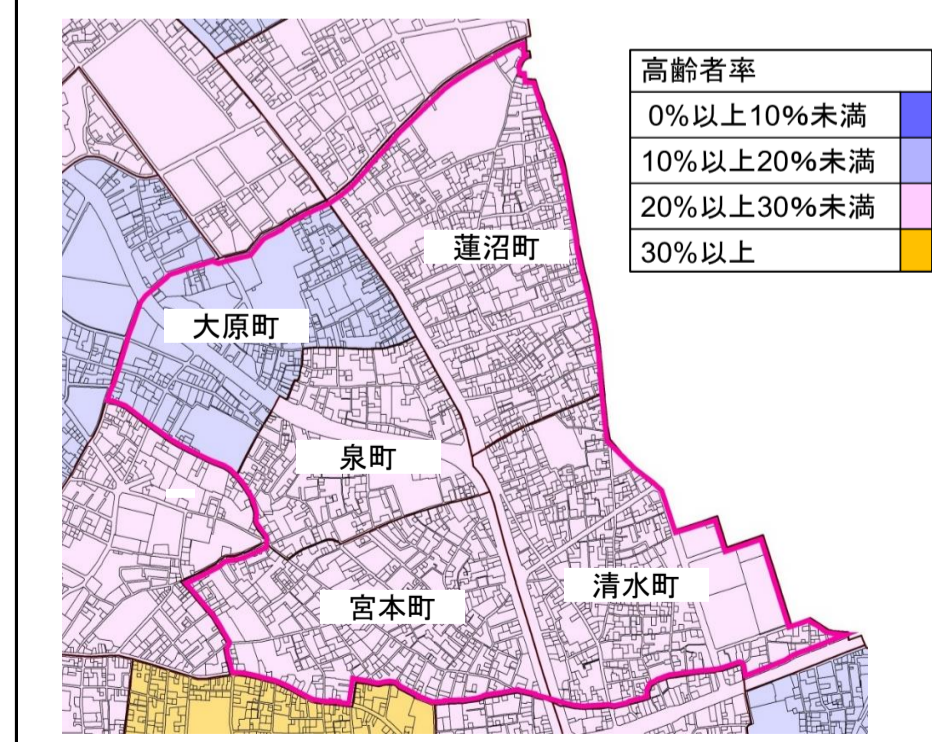 高齢者率
0%以上10%未満
10%以上20%未満
20%以上30%未満
30%以上
蓮沼町
大原町
泉町
清水町
宮本町